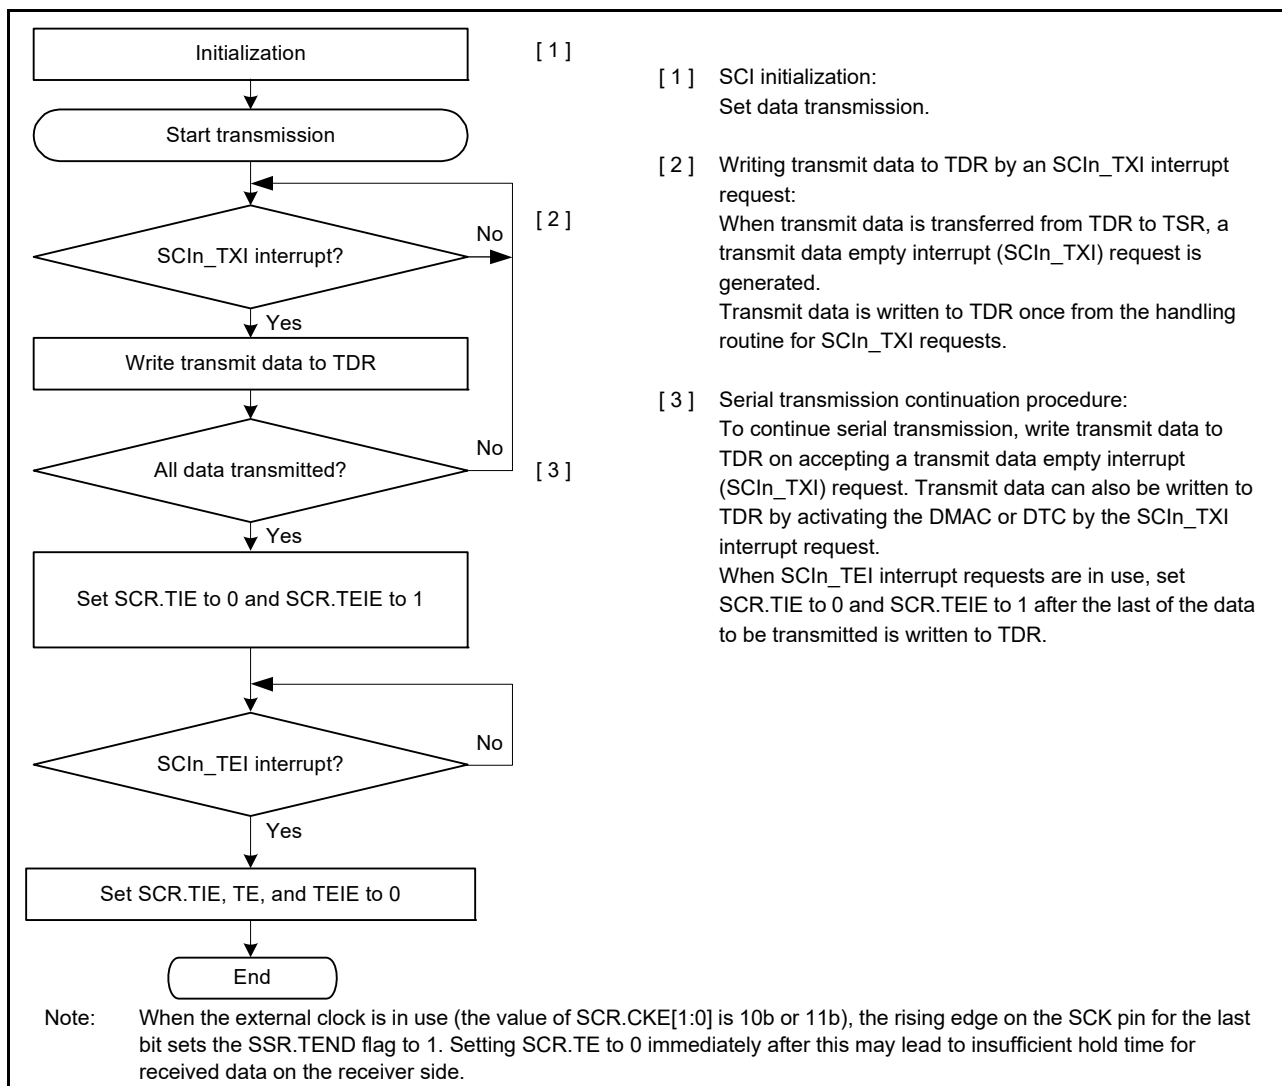 Initialization
[ 1 ]
Start transmission
SCIn_TXI interrupt?
No
[ 2 ]
Yes
Write transmit data to TDR
All data transmitted?
No
[ 3 ]
Yes
Set SCR.TIE to 0 and SCR.TEIE to 1
SCIn_TEI interrupt?
No
Yes
Set SCR.TIE, TE, and TEIE to 0
End
[ 1 ] SCI initialization:
Set data transmission.
[ 2 ] Writing transmit data to TDR by an SCIn_TXI interrupt
request:
When transmit data is transferred from TDR to TSR, a
transmit data empty interrupt (SCIn_TXI) request is
generated.
Transmit data is written to TDR once from the handling
routine for SCIn_TXI requests.
[ 3 ] Serial transmission continuation procedure:
To continue serial transmission, write transmit data to
TDR on accepting a transmit data empty interrupt
(SCIn_TXI) request. Transmit data can also be written to
TDR by activating the DMAC or DTC by the SCIn_TXI
interrupt request.
When SCIn_TEI interrupt requests are in use, set
SCR.TIE to 0 and SCR.TEIE to 1 after the last of the data
to be transmitted is written to TDR.
Note: When the external clock is in use (the value of SCR.CKE[1:0] is 10b or 11b), the rising edge on the SCK pin for the last
bit sets the SSR.TEND flag to 1. Setting SCR.TE to 0 immediately after this may lead to insufficient hold time for
received data on the receiver side.